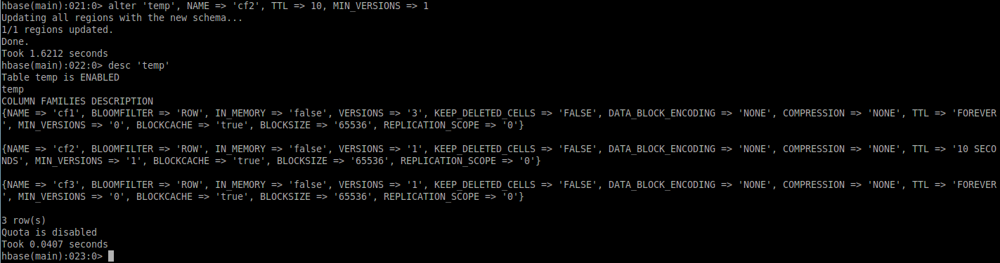 hbase(main):021:0> alter 'temp', NAME => 'cf2', TTL => 10, MIN_VERSIONS => 1
Updating all regions with the new schema...
1/1 regions updated.
Done.
Took 1.6212 seconds
hbase(main):022:0> desc 'temp'
Table temp is ENABLED
temp
COLUMN FAMILIES DESCRIPTION
{NAME => 'cf1', BLOOMFILTER => 'ROW', IN_MEMORY => 'false', VERSIONS => '3', KEEP_DELETED_CELLS => 'FALSE', DATA_BLOCK_ENCODING => 'NONE', COMPRESSION => 'NONE', TTL => 'FOREVER
', MIN_VERSIONS => '0', BLOCKCACHE => 'true', BLOCKSIZE => '65536', REPLICATION_SCOPE => '0'}
{NAME => 'cf2', BLOOMFILTER => 'ROW', IN_MEMORY => 'false', VERSIONS => '1', KEEP_DELETED_CELLS => 'FALSE', DATA_BLOCK_ENCODING => 'NONE', COMPRESSION => 'NONE', TTL => '10 SECO
NDS', MIN_VERSIONS => '1', BLOCKCACHE => 'true', BLOCKSIZE => '65536', REPLICATION_SCOPE => '0'}
{NAME => 'cf3', BLOOMFILTER => 'ROW', IN_MEMORY => 'false', VERSIONS => '1', KEEP_DELETED_CELLS => 'FALSE', DATA_BLOCK_ENCODING => 'NONE', COMPRESSION => 'NONE', TTL => 'FOREVER
', MIN_VERSIONS => '0', BLOCKCACHE => 'true', BLOCKSIZE => '65536', REPLICATION_SCOPE => '0'}
3 row(s)
Quota is disabled
Took 0.0407 seconds
hbase(main):023:0>